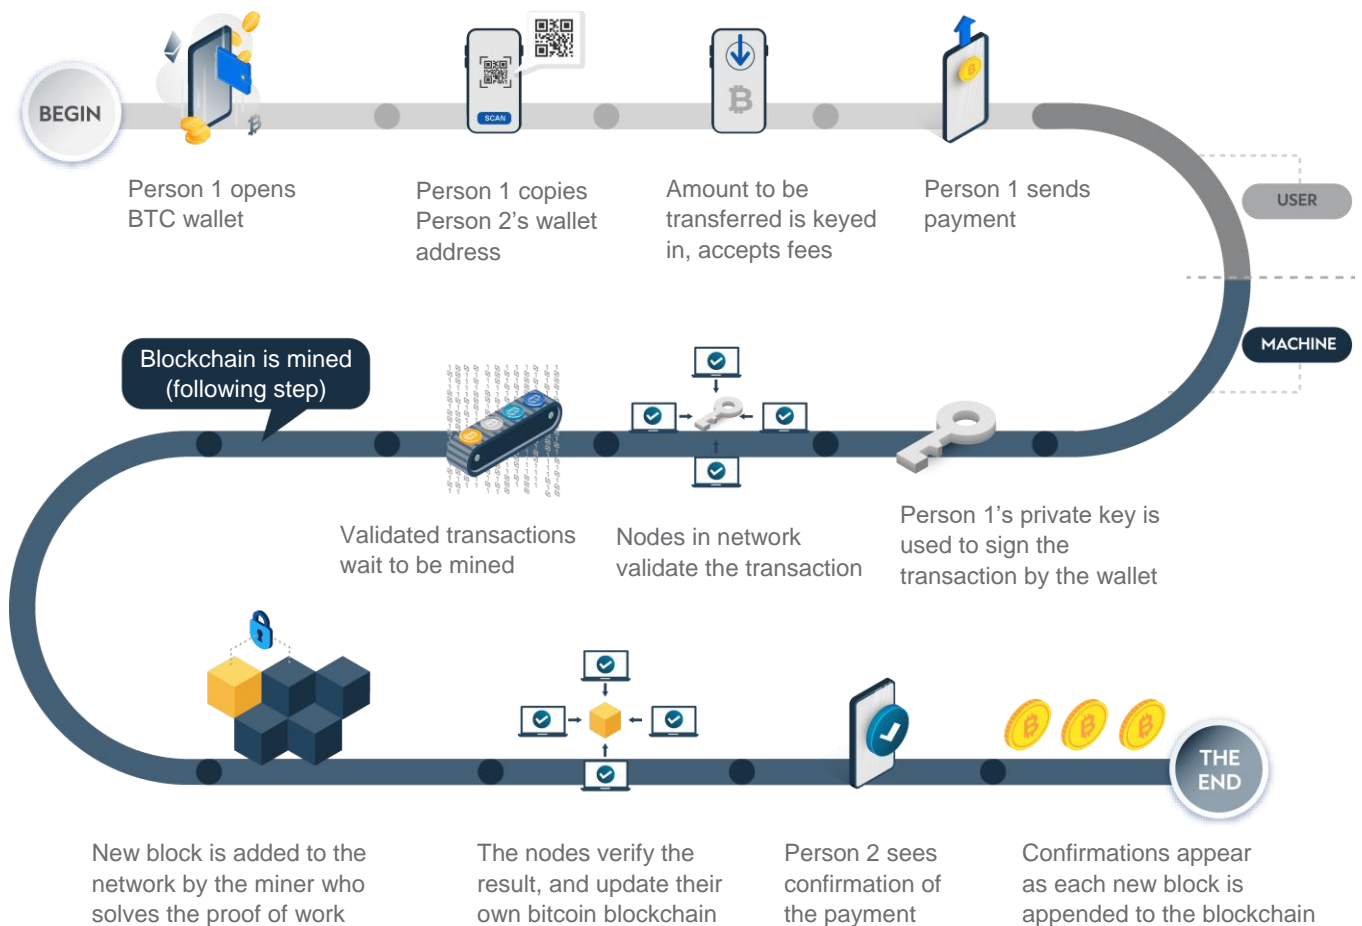 BEGIN
SCAN
Person 1 opens
BTC wallet
Person 1 copies
Person 2’s wallet
address
Amount to be
transferred is keyed
in, accepts fees
Person 1 sends
payment
USER
MACHINE
Blockchain is mined
(following step)
Validated transactions
wait to be mined
Nodes in network
validate the transaction
Person 1’s private key is
used to sign the
transaction by the wallet
THE
END
New block is added to the
network by the miner who
solves the proof of work
The nodes verify the
result, and update their
own bitcoin blockchain
Person 2 sees
confirmation of
the payment
Confirmations appear
as each new block is
appended to the blockchain